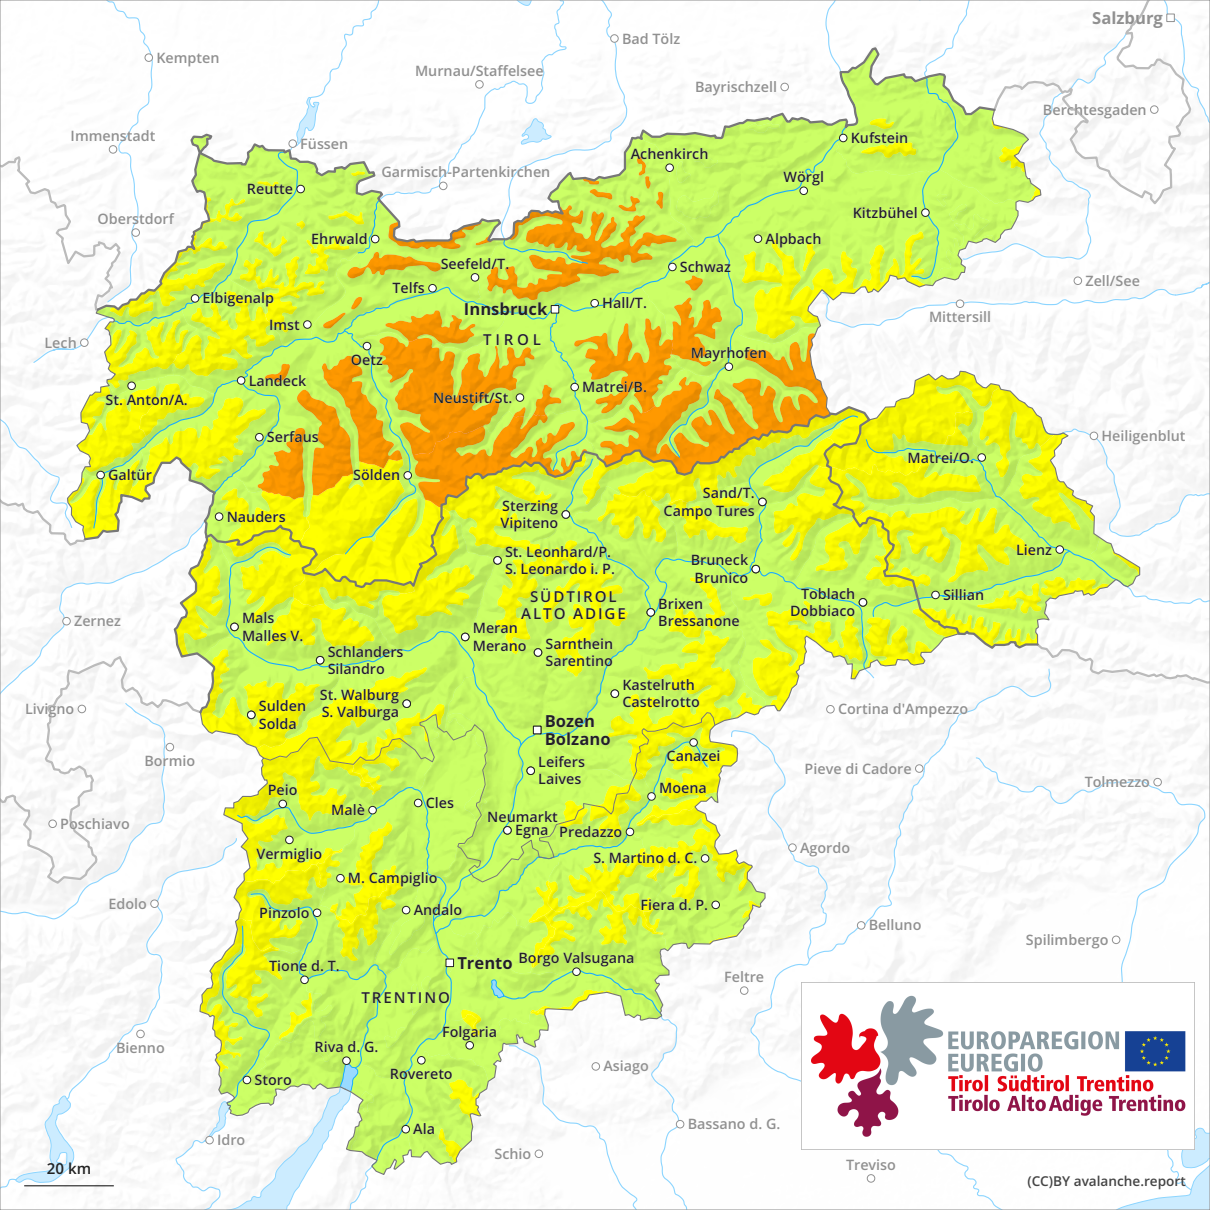 Salzburg
Bad Tölz
Kempten
Murnau/Staffelsee
Bayrischzell
Berchtesgaden
Immenstadt
Füssen
Kufstein
Achenkirch
Garmisch-Partenkirchen
Wörgl
Reutte
Oberstdorf
Kitzbühel
Ehrwald
Alpbach
Seefeld/T.
Schwaz
Zell/See
Telfs
Elbigenalp
Hall/T.
Innsbruck
Mittersill
Imst
TIROL
Lech
Mayrhofen
Oetz
Landeck
Matrei/B.
St. Anton/A.
Neustift/St.
Serfaus
Heiligenblut
Matrei/O.
Galtür
Sölden
Sand/T.
Campo Tures
Sterzing
Vipiteno
Nauders
Lienz
St. Leonhard/P.
S. Leonardo i. P.
Bruneck
Brunico
SÜDTIROL
ALTO ADIGE
Toblach
Dobbiaco
Sillian
Brixen
Bressanone
Zernez
Mals
Malles V.
Meran
Merano
Sarnthein
Sarentino
Schlanders
Silandro
Kastelruth
Castelrotto
St. Walburg
S. Valburga
Livigno
Sulden
Solda
Cortina d'Ampezzo
Bozen
Bolzano
Bormio
Canazei
Leifers
Laives
Pieve di Cadore
Tolmezzo
Peio
Moena
Malè
Cles
Neumarkt
Egna
Predazzo
Poschiavo
Vermiglio
Agordo
S. Martino d. C.
M. Campiglio
Edolo
Pinzolo
Andalo
Fiera d. P.
Belluno
Spilimbergo
Trento
Borgo Valsugana
Tione d. T.
Feltre
TRENTINO
Folgaria
Bienno
Riva d. G.
Rovereto
Asiago
Storo
EUROPAREGION
EUREGIO
Tirol Südtirol Trentino
Tirolo Alto Adige Trentino
Ala
Bassano d. G.
Idro
Schio
20 km
Treviso
(CC)BY avalanche.report